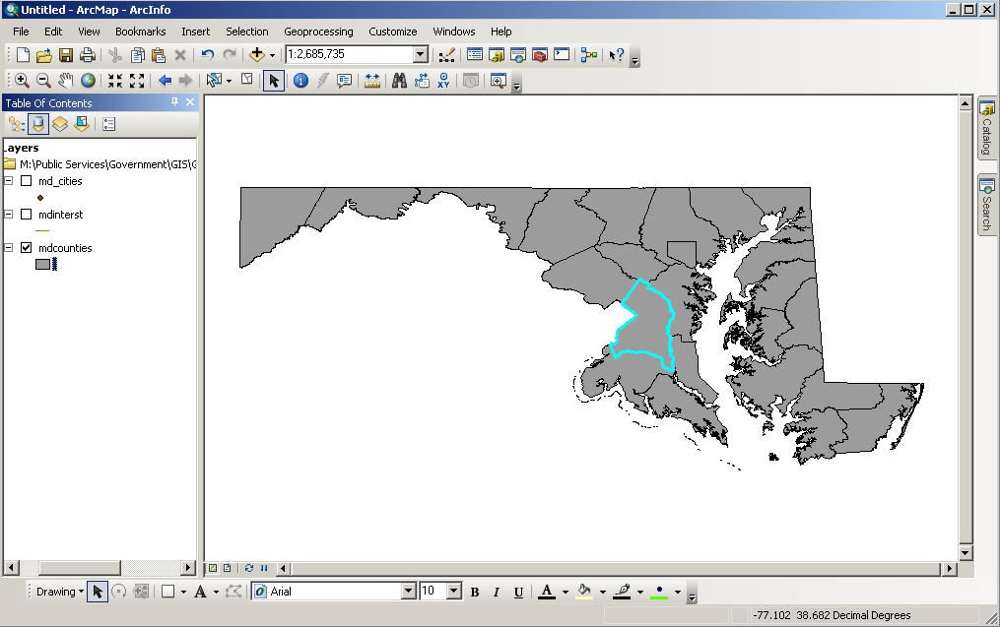 Untitled - ArcMap - ArcInfo
File Edit View Bookmarks Insert Selection Geoprocessing Customize Windows Help
1:2,685,735
XY
Table Of Contents
ayers
M:\Public Services\Government\GIS\G
md_cities
mdinterst
mdcounties
Catalog
Search
Drawing A Arial 10 B I U A
-77.102 38.682 Decimal Degrees